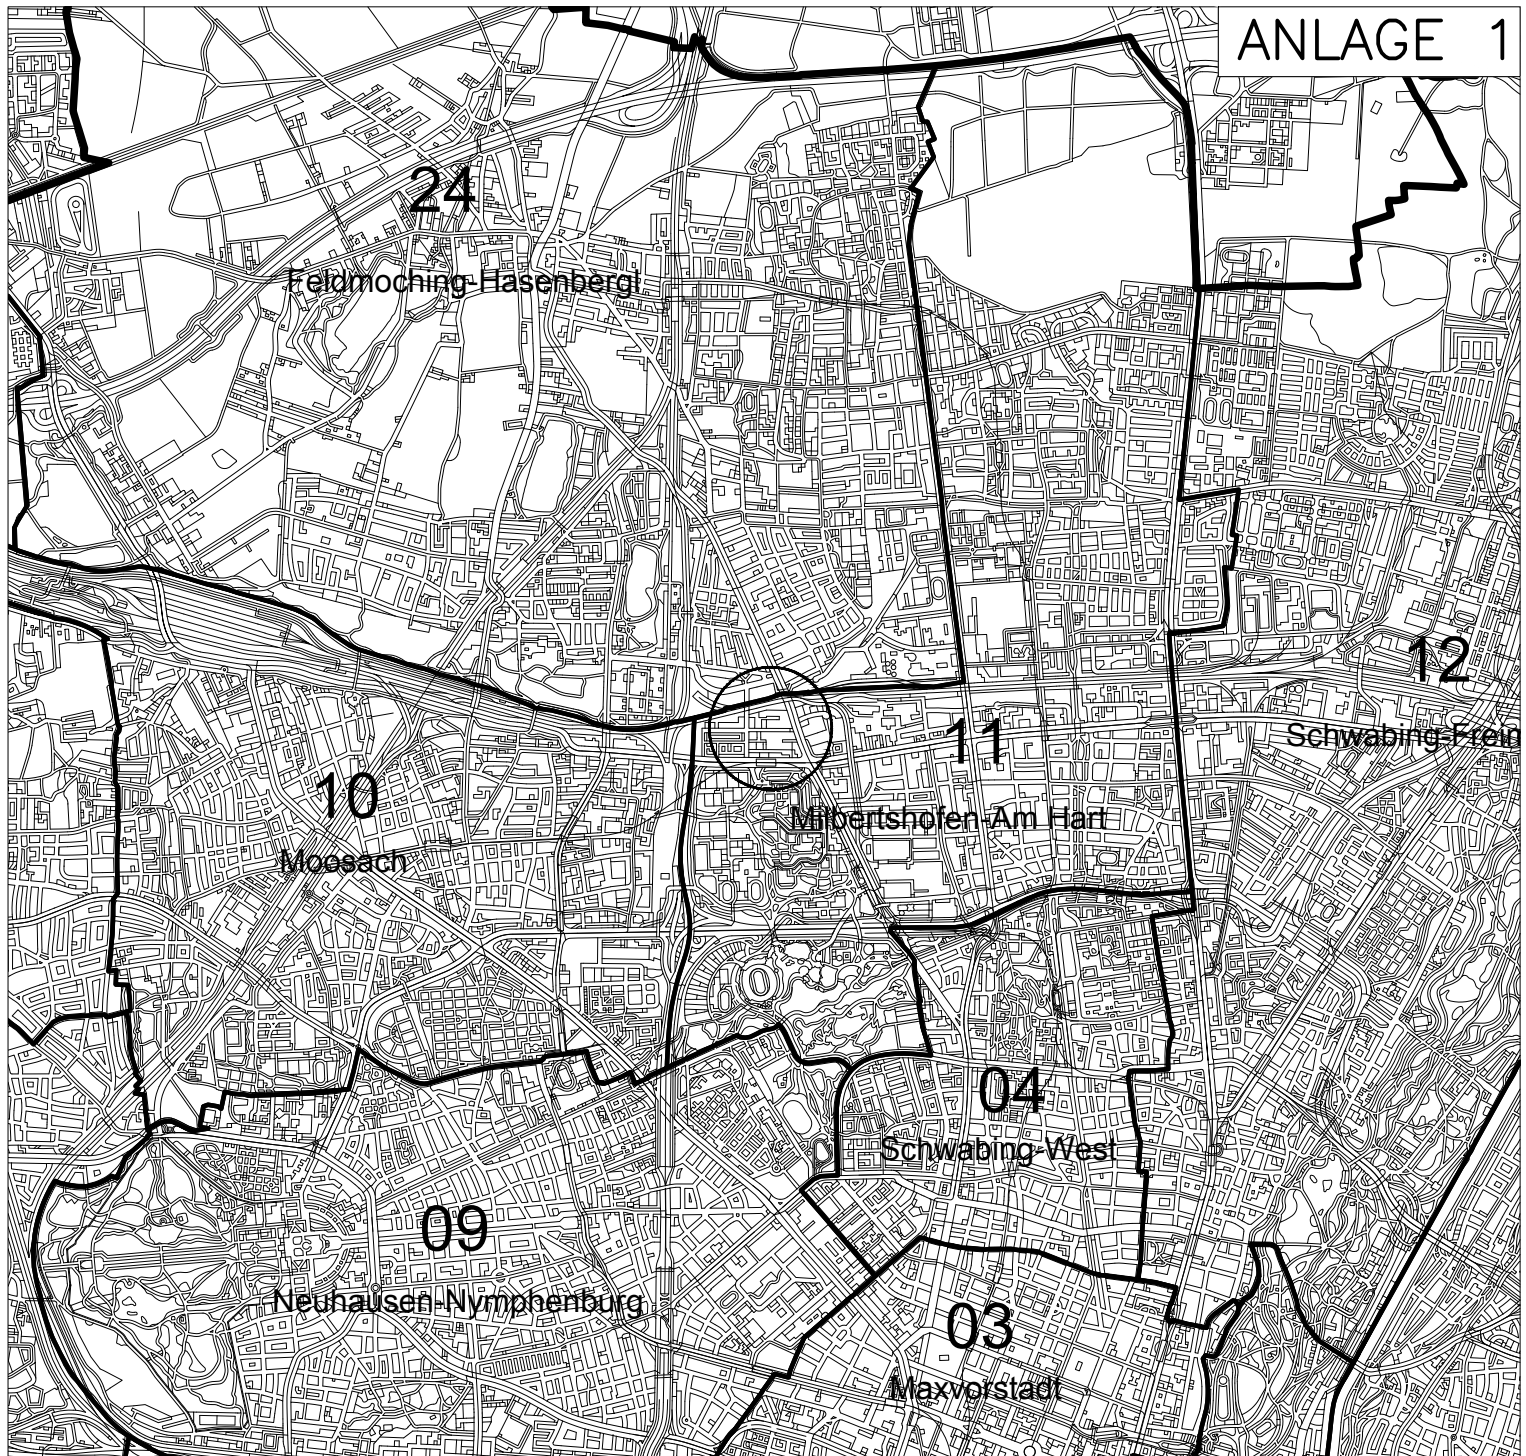 ANLAGE 1
24
Feldmoching-Hasenbergl
12
Schwabing-Freim
11
10
Milbertshofen-Am Hart
Moosach
04
Schwabing-West
09
Neuhausen-Nymphenburg
03
Maxvorstadt